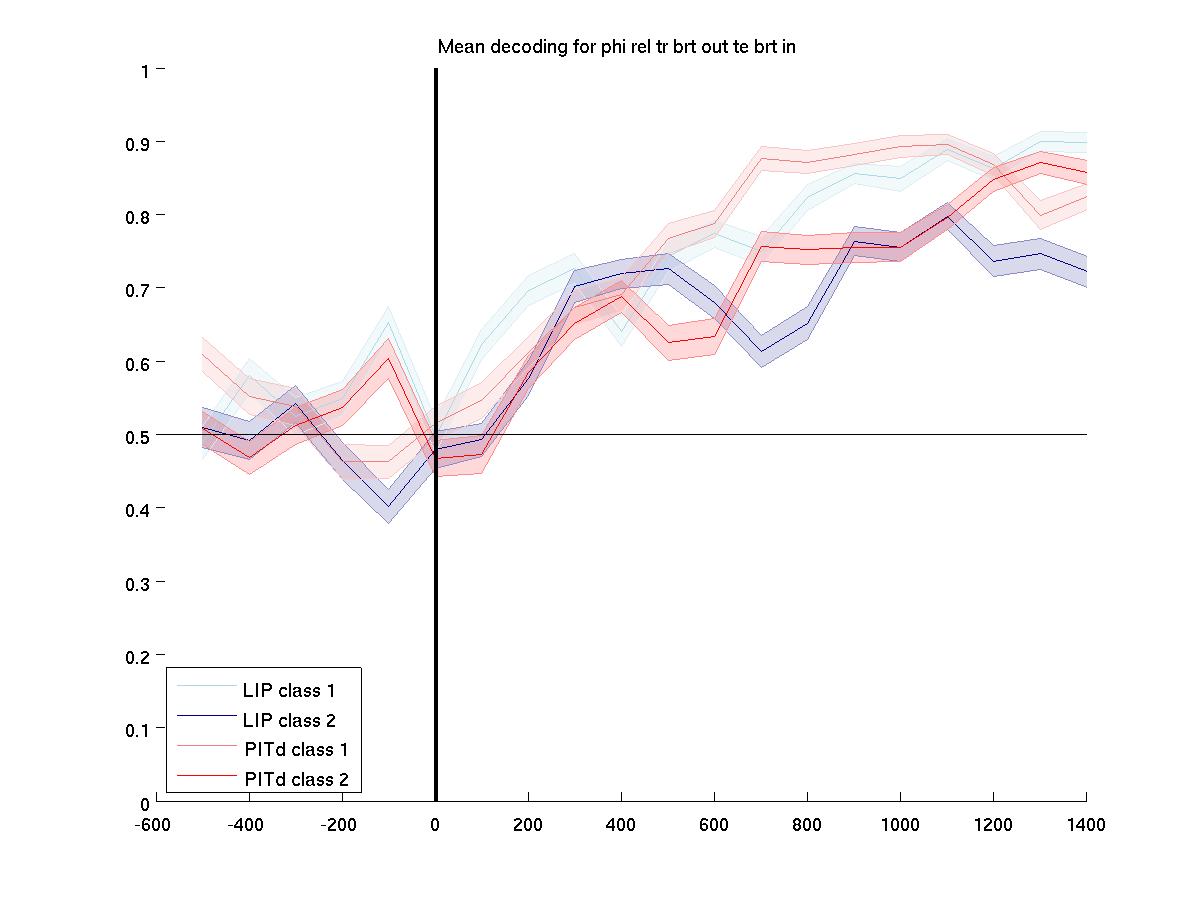 Mean decoding for phi rel tr brt out te brt in
1
0.9
0.8
0.7
0.6
0.5
0.4
0.3
0.2
0.1
0
LIP class 1
LIP class 2
PITd class 1
PITd class 2
-600 -400 -200 0 200 400 600 800 1000 1200 1400